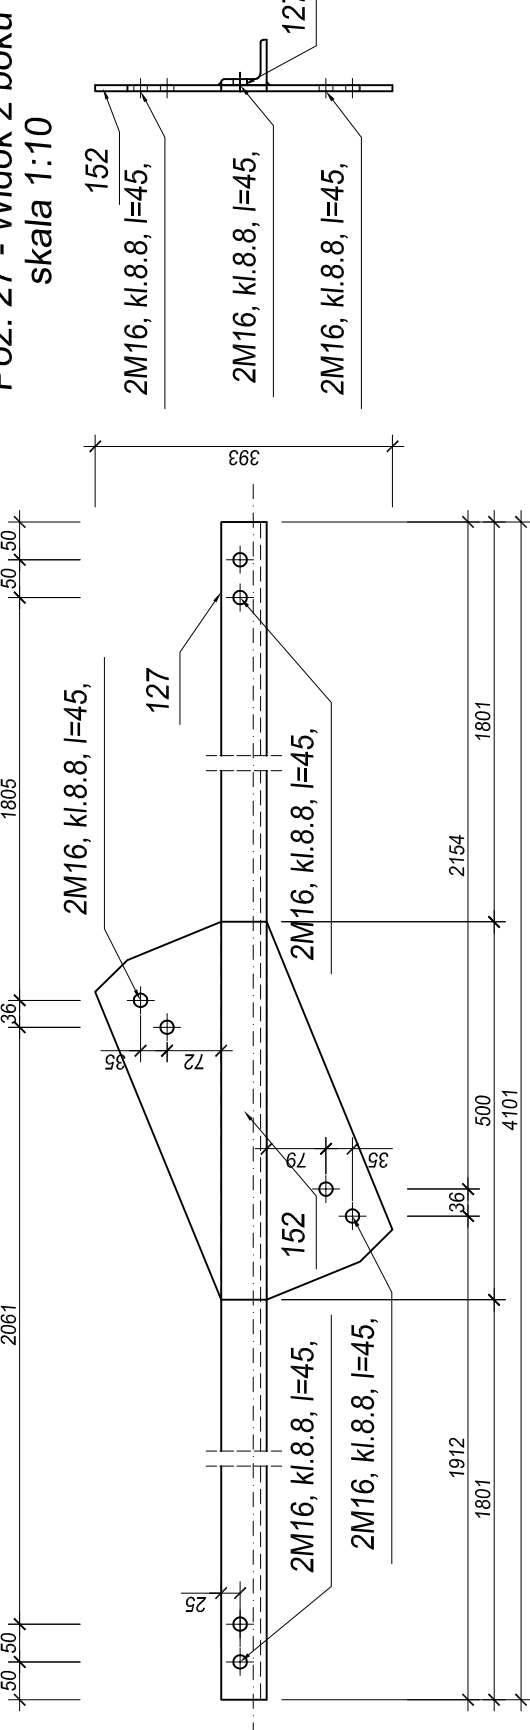 Poz. 27 - Widok z boku
skala 1:10
152
2M16, kl.8.8, l=45,
2M16, kl.8.8, l=45,
2M16, kl.8.8, l=45,
127
50
50
2061
36
1805
50
50
2M16, kl.8.8, l=45,
127
393
35
72
25
79
35
152
2M16, kl.8.8, l=45,
2M16, kl.8.8, l=45,
2M16, kl.8.8, l=45,
1912
36
2154
1801
500
1801
4101